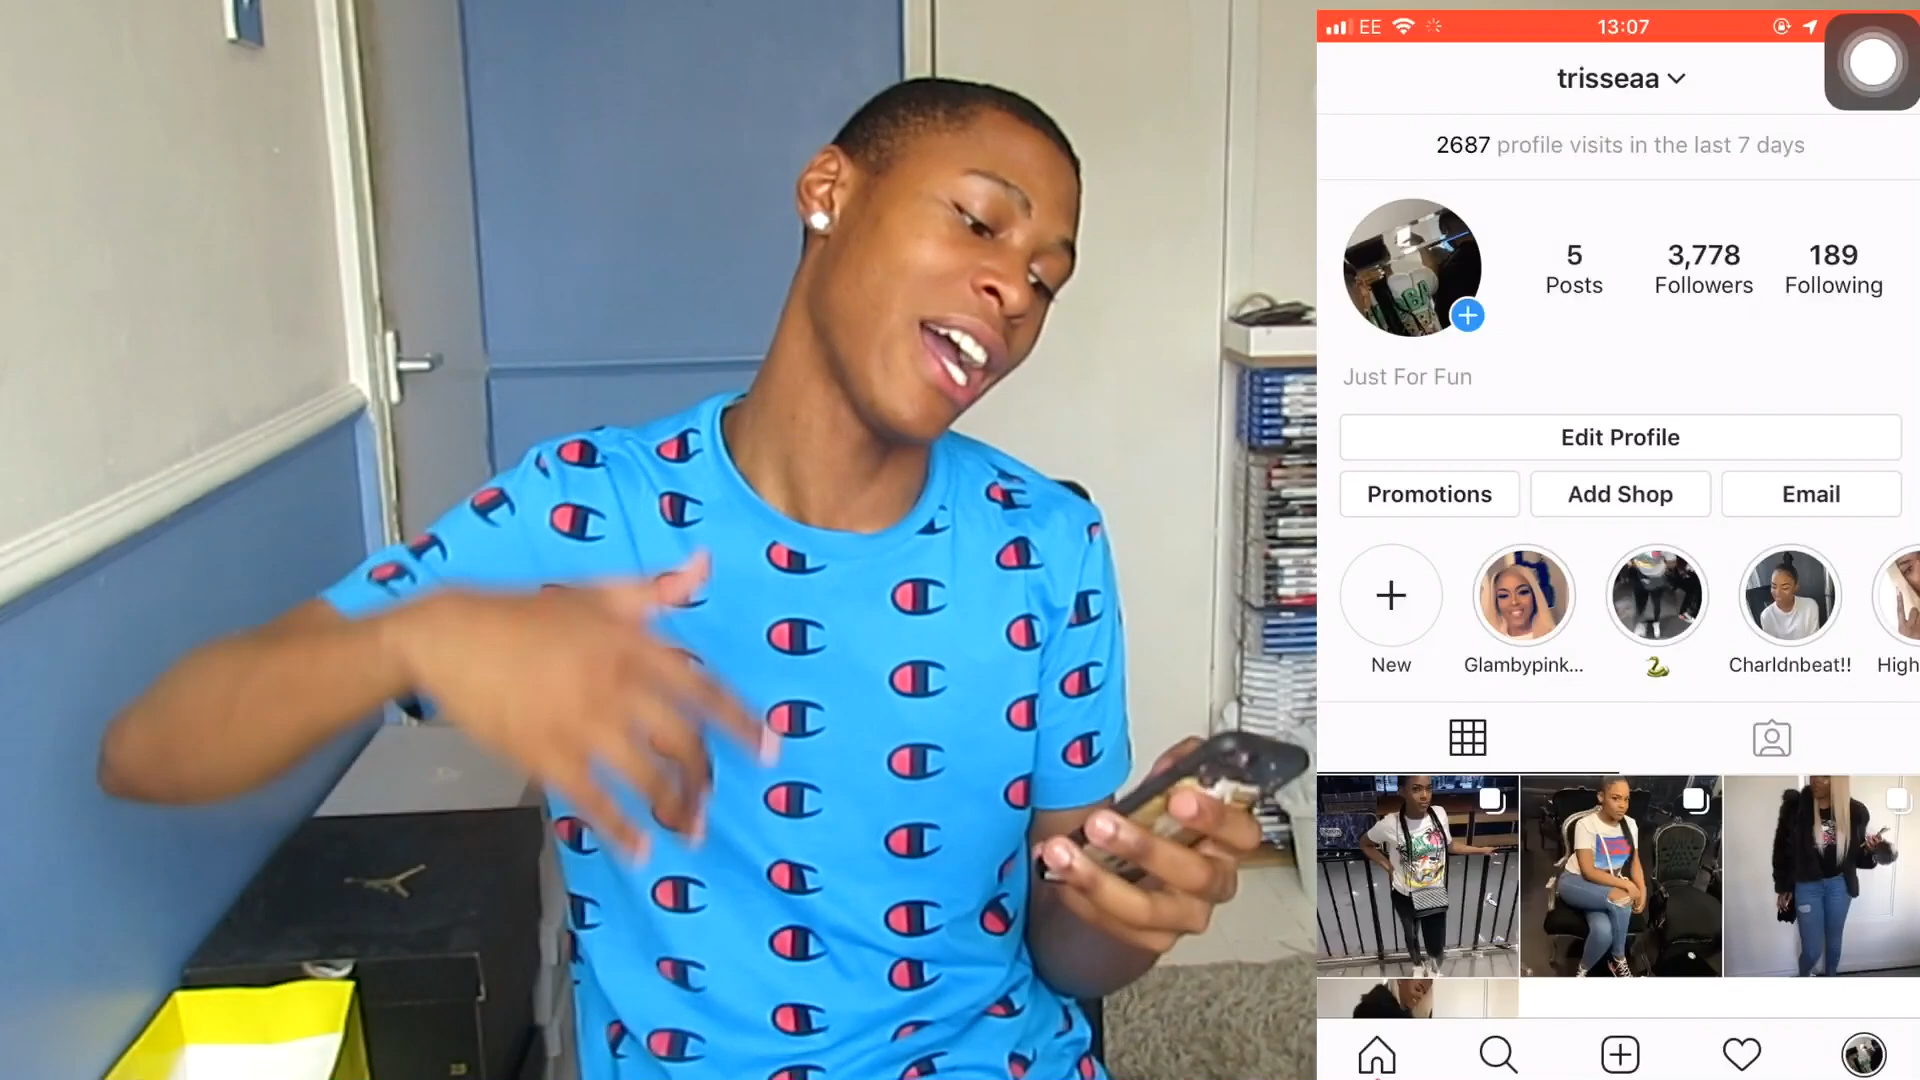 EE
13:07
trisseaa
2687 profile visits in the last 7 days
5
Posts
3,778
Followers
189
Following
Just For Fun
Edit Profile
Promotions
Add Shop
Email
New
Glambypink...
🐍
Charldnbeat!!
High